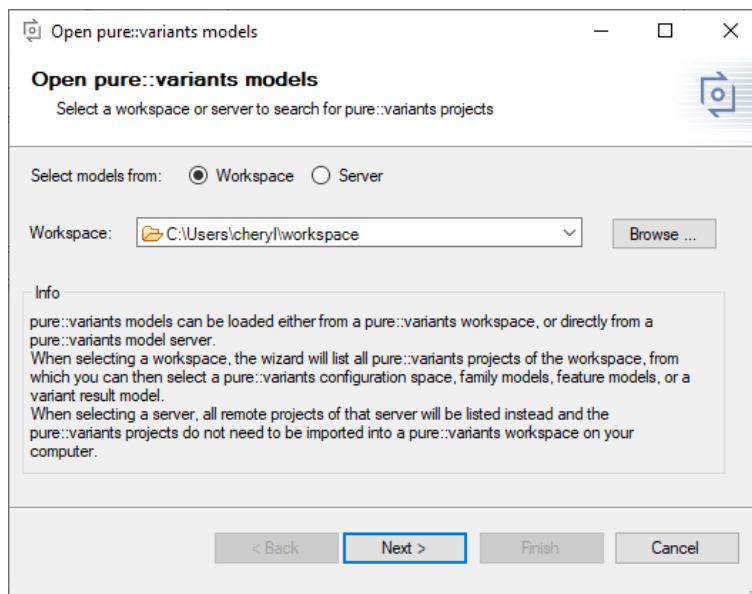 Open pure::variants models
Open pure::variants models
Select a workspace or server to search for pure::variants projects
Select models from: Workspace Server
Workspace: C:\Users\cheryl\workspace Browse ...
Info
pure::variants models can be loaded either from a pure::variants workspace, or directly from a
pure::variants model server.
When selecting a workspace, the wizard will list all pure::variants projects of the workspace, from
which you can then select a pure::variants configuration space, family models, feature models, or a
variant result model.
When selecting a server, all remote projects of that server will be listed instead and the
pure::variants projects do not need to be imported into a pure::variants workspace on your
computer.
< Back Next > Finish Cancel